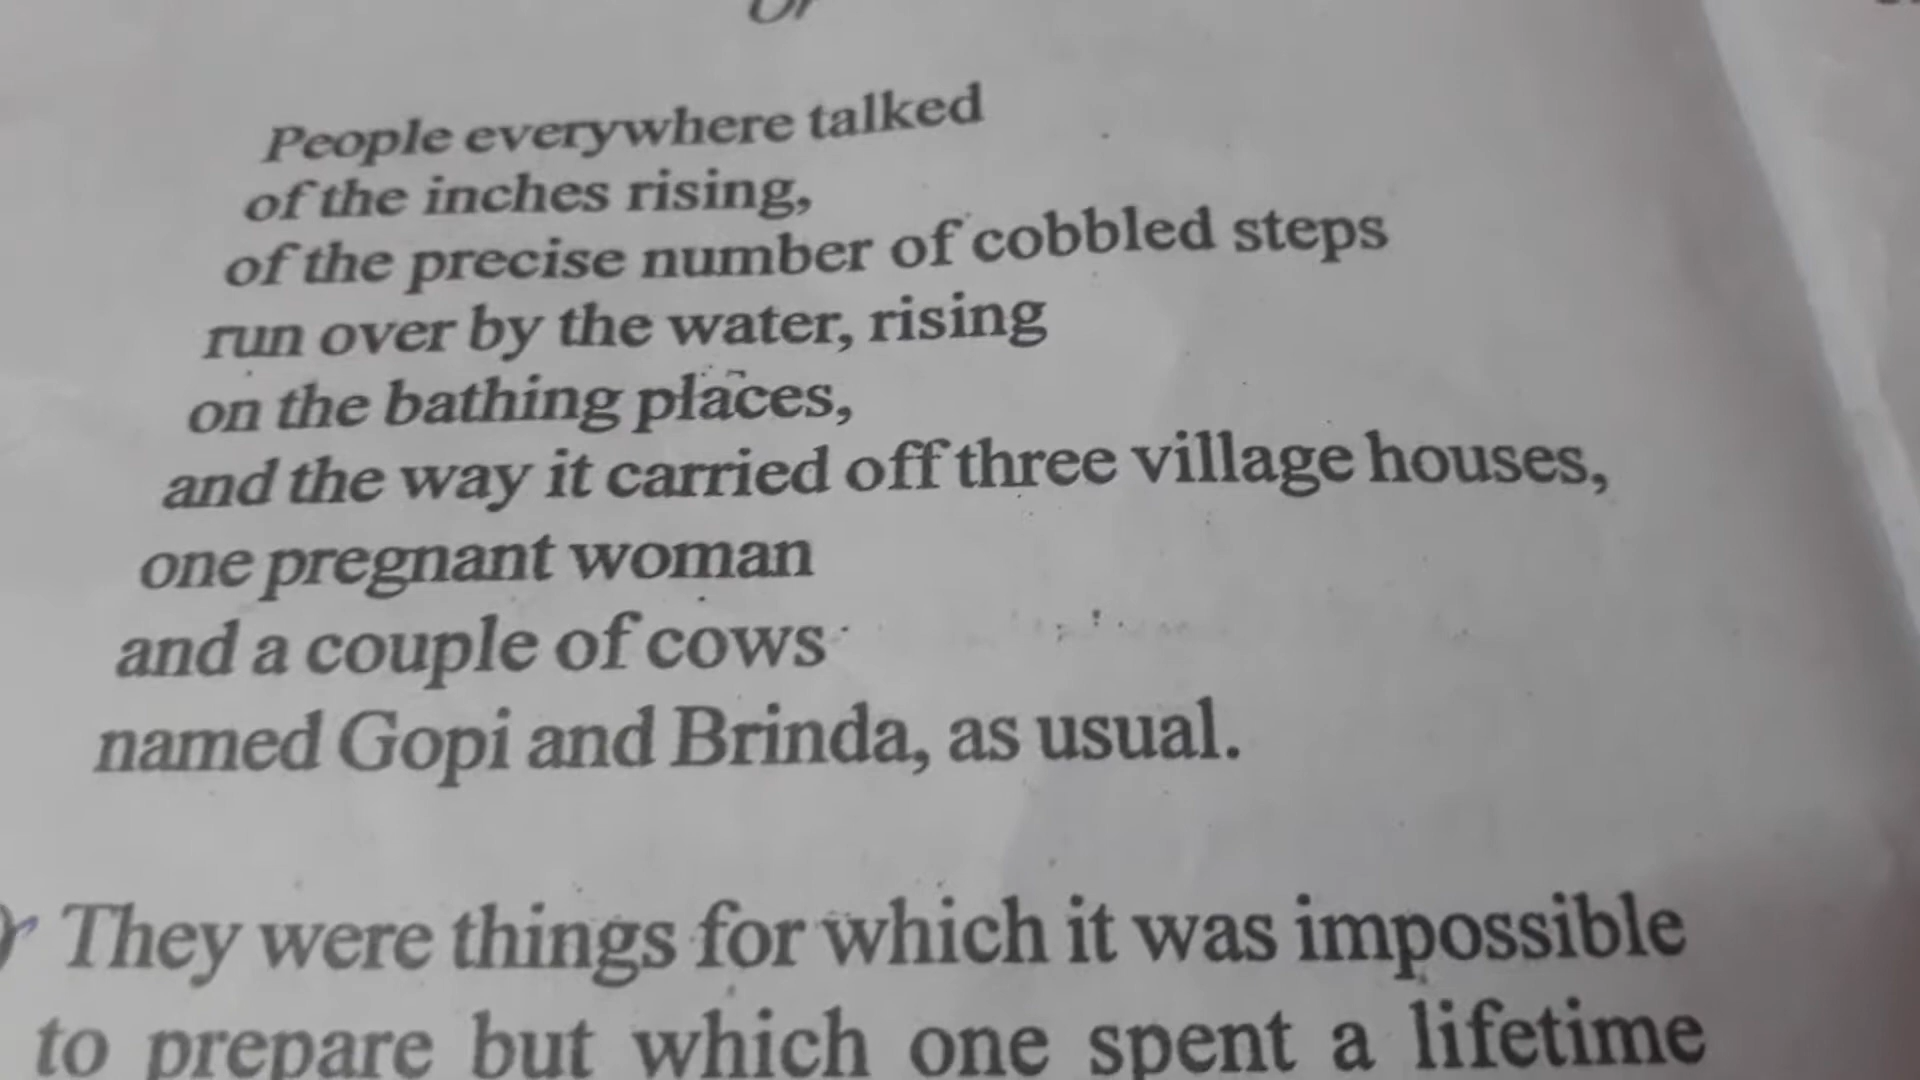 Or
People everywhere talked
of the inches rising,
of the precise number of cobbled steps
run over by the water, rising
on the bathing places,
and the way it carried off three village houses,
one pregnant woman
and a couple of cows
named Gopi and Brinda, as usual.
They were things for which it was impossible
to prepare but which one spent a lifetime